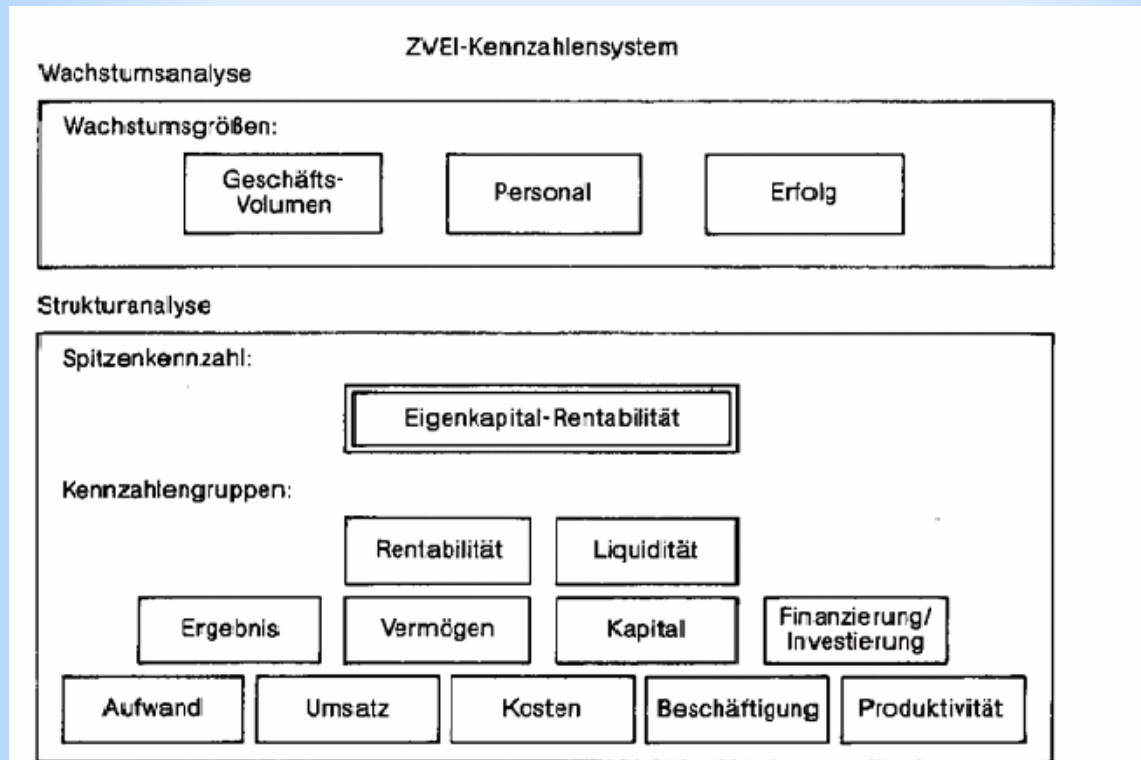 ZVEI-Kennzahlensystem
Wachstumsanalyse
Wachstumsgrößen:
Geschäfts-
Volumen
Personal
Erfolg
Strukturanalyse
Spitzenkennzahl:
Eigenkapital-Rentabilität
Kennzahlengruppen:
Rentabilität
Liquidität
Ergebnis
Vermögen
Kapital
Finanzierung/
Investierung
Aufwand
Umsatz
Kosten
Beschäftigung
Produktivität